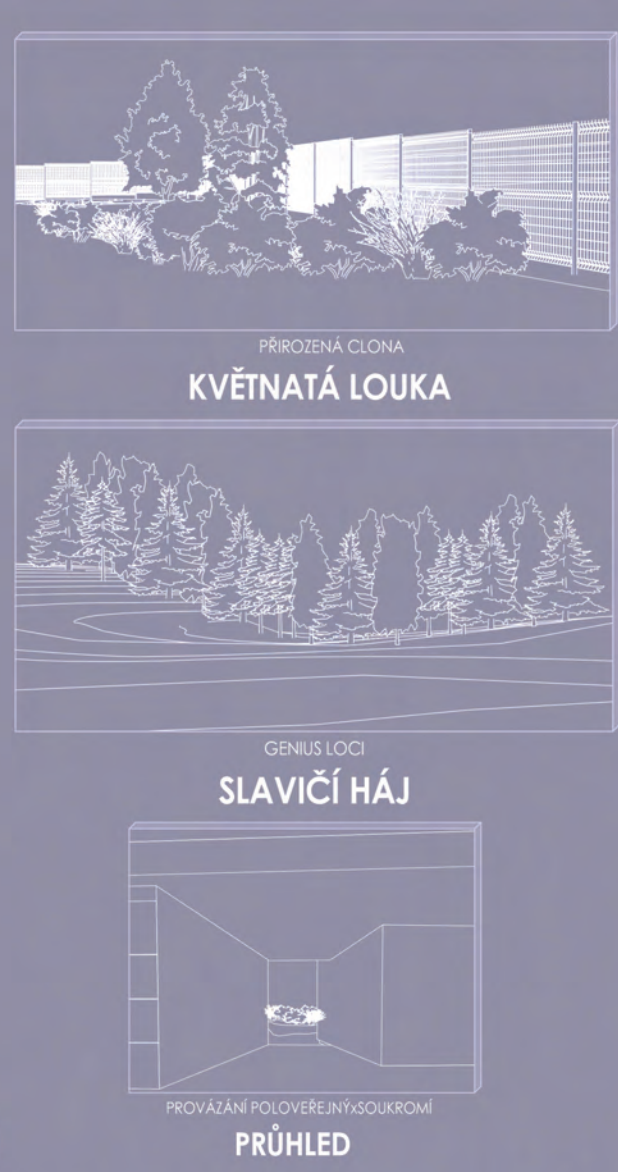 PŘIROZENÁ CLONA
KVĚTNATÁ LOUKA
GENIUS LOCI
SLAVIČÍ HÁJ
PROVÁZÁNÍ POLOVEŘEJNÝxSOUKROMÍ
PRŮHLED